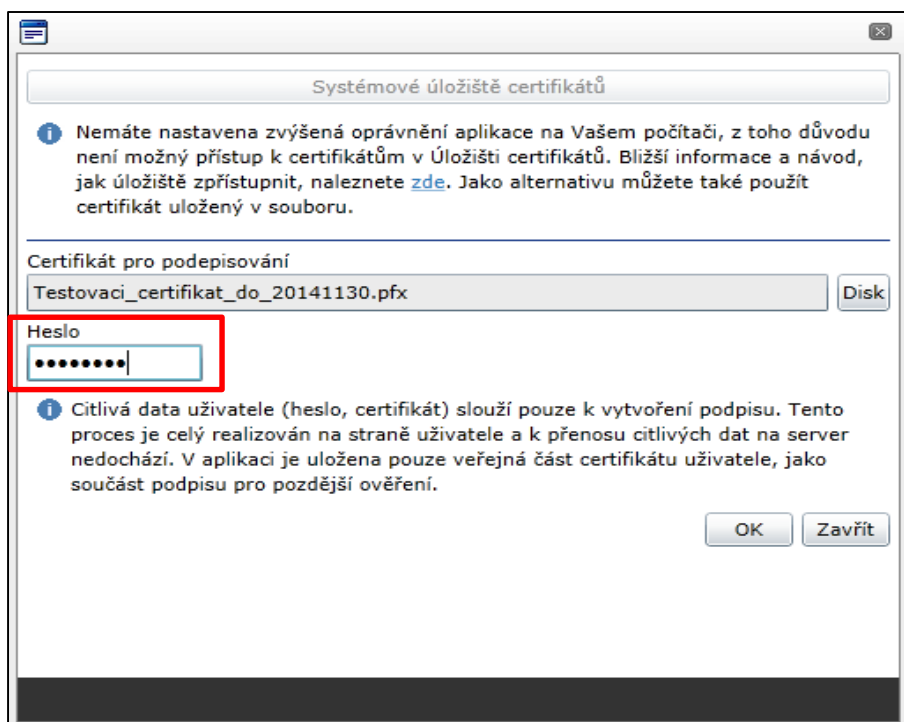 Systémové úložiště certifikátů
Nemáte nastavena zvýšená oprávnění aplikace na Vašem počítači, z toho důvodu
není možný přístup k certifikátům v Úložišti certifikátů. Bližší informace a návod,
jak úložiště zpřístupnit, naleznete zde. Jako alternativu můžete také použít
certifikát uložený v souboru.
Certifikát pro podepisování
Testovaci_certifikat_do_20141130.pfx
Disk
Heslo
••••••••
Citlivá data uživatele (heslo, certifikát) slouží pouze k vytvoření podpisu. Tento
proces je celý realizován na straně uživatele a k přenosu citlivých dat na server
nedochází. V aplikaci je uložena pouze veřejná část certifikátu uživatele, jako
součást podpisu pro pozdější ověření.
OK
Zavřít